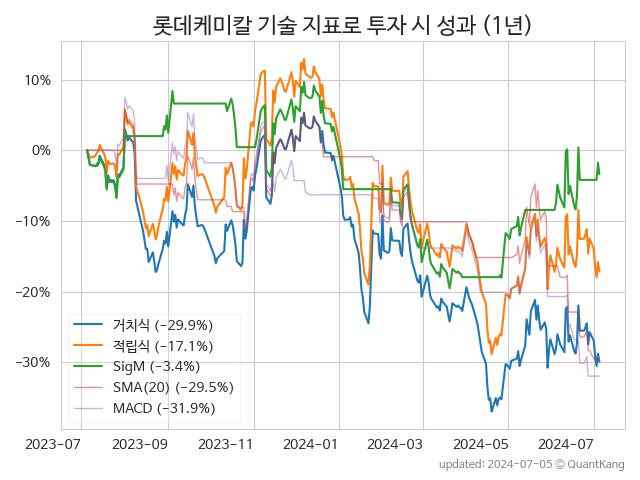 롯데케미칼 기술 지표로 투자 시 성과 (1년)
10%
0%
−10%
−20%
−30%
거치식 (−29.9%)
적립식 (−17.1%)
SigM (−3.4%)
SMA(20) (−29.5%)
MACD (−31.9%)
2023-07
2023-09
2023-11
2024-01
2024-03
2024-05
2024-07
updated: 2024-07-05 © QuantKang